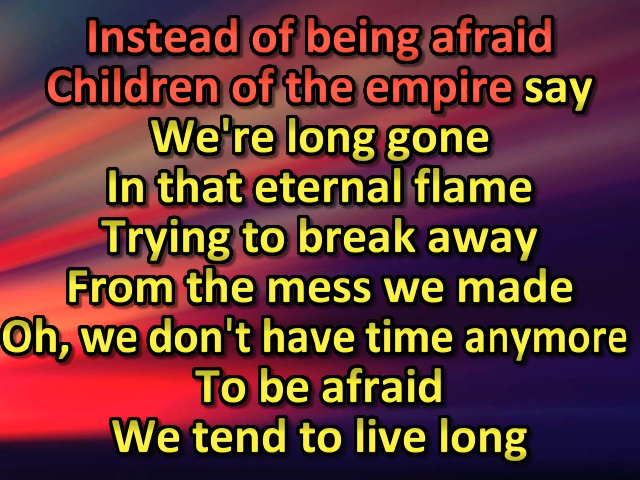 Instead of being afraid
Children of the empire say
We're long gone
In that eternal flame
Trying to break away
From the mess we made
Oh, we don't have time anymore
To be afraid
We tend to live long